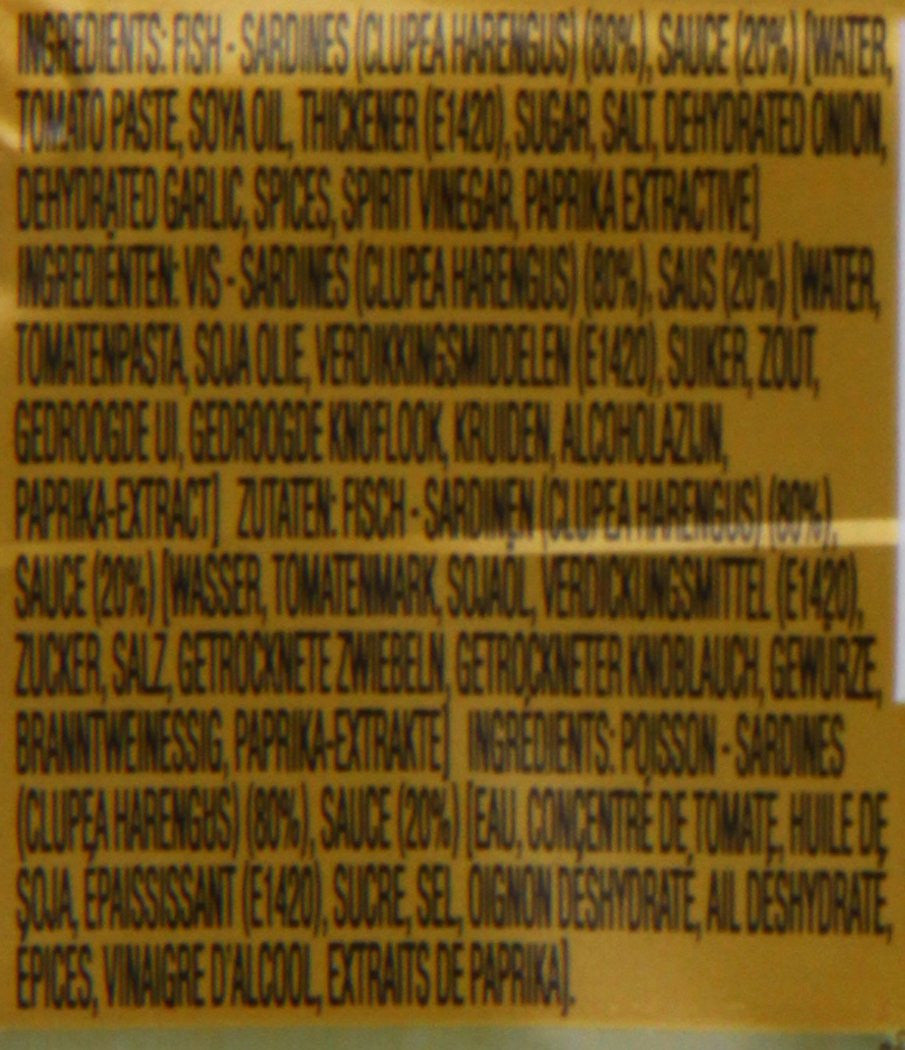 INGREDIENTS: FISH - SARDINES (CLUPEA HARENGUS) (80%), SAUCE (20%) [WATER,
TOMATO PASTE, SOYA OIL, THICKENER (E1420), SUGAR, SALT, DEHYDRATED ONION,
DEHYDRATED GARLIC, SPICES, SPIRIT VINEGAR, PAPRIKA EXTRACTIVE]
INGREDIËNTEN: VIS - SARDINES (CLUPEA HARENGUS) (80%), SAUS (20%) [WATER,
TOMATENPASTA, SOJA OLIE, VERDIKKINGSMIDDELEN (E1420), SUIKER, ZOUT,
GEDROOGDE UI, GEDROOGDE KNOFLOOK, KRUIDEN, ALCOHOLAZIJN,
PAPRIKA-EXTRACT] ZUTATEN: FISCH - SARDINEN (CLUPEA HARENGUS) (80%),
SAUCE (20%) [WASSER, TOMATENMARK, SOJAÖL, VERDICKUNGSMITTEL (E1420),
ZUCKER, SALZ, GETROCKNETE ZWIEBELN, GETROCKNETER KNOBLAUCH, GEWÜRZE,
BRANNTWEINESSIG, PAPRIKA-EXTRAKTE] INGRÉDIENTS: POISSON - SARDINES
(CLUPEA HARENGUS) (80%), SAUCE (20%) [EAU, CONCENTRÉ DE TOMATE, HUILE DE
SOJA, ÉPAISSISSANT (E1420), SUCRE, SEL, OIGNON DÉSHYDRATÉ, AIL DÉSHYDRATÉ,
ÉPICES, VINAIGRE D'ALCOOL, EXTRAITS DE PAPRIKA].